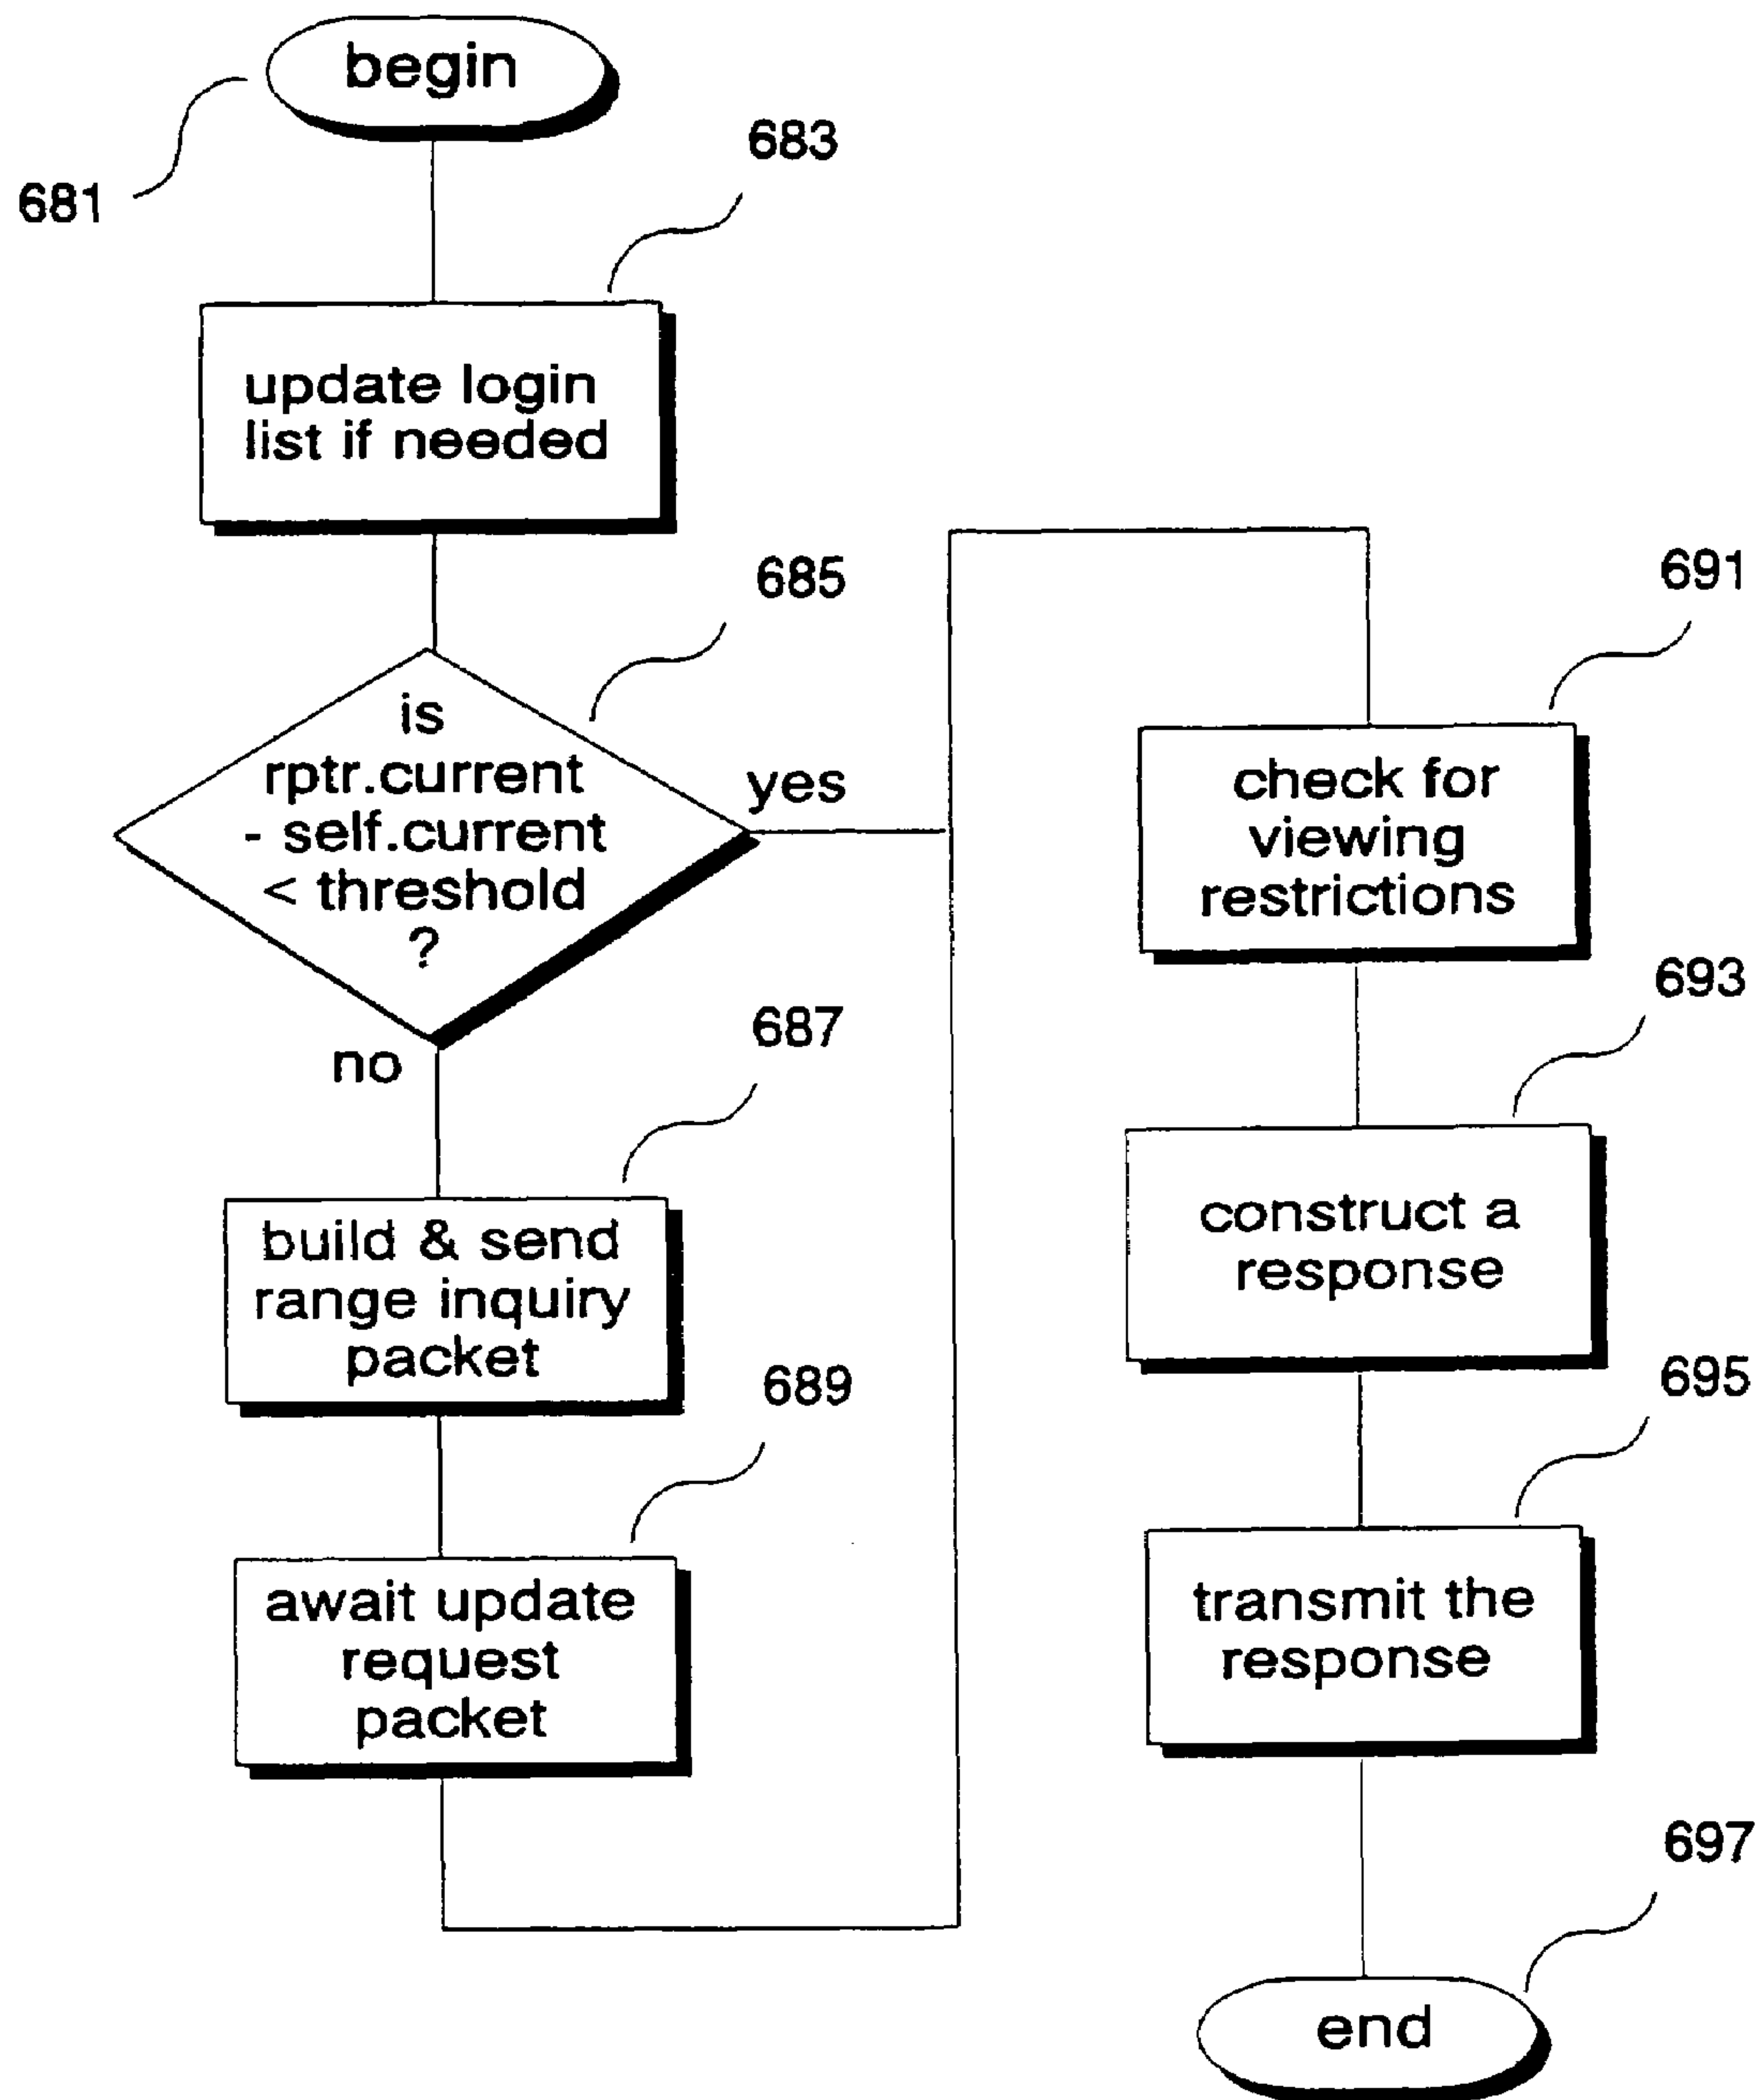 begin
681
683
update login
list if needed
685
is
rptr.current
- self.current
< threshold
?
yes
no
687
build & send
range inquiry
packet
689
await update
request
packet
691
check for
viewing
restrictions
693
construct a
response
695
transmit the
response
697
end